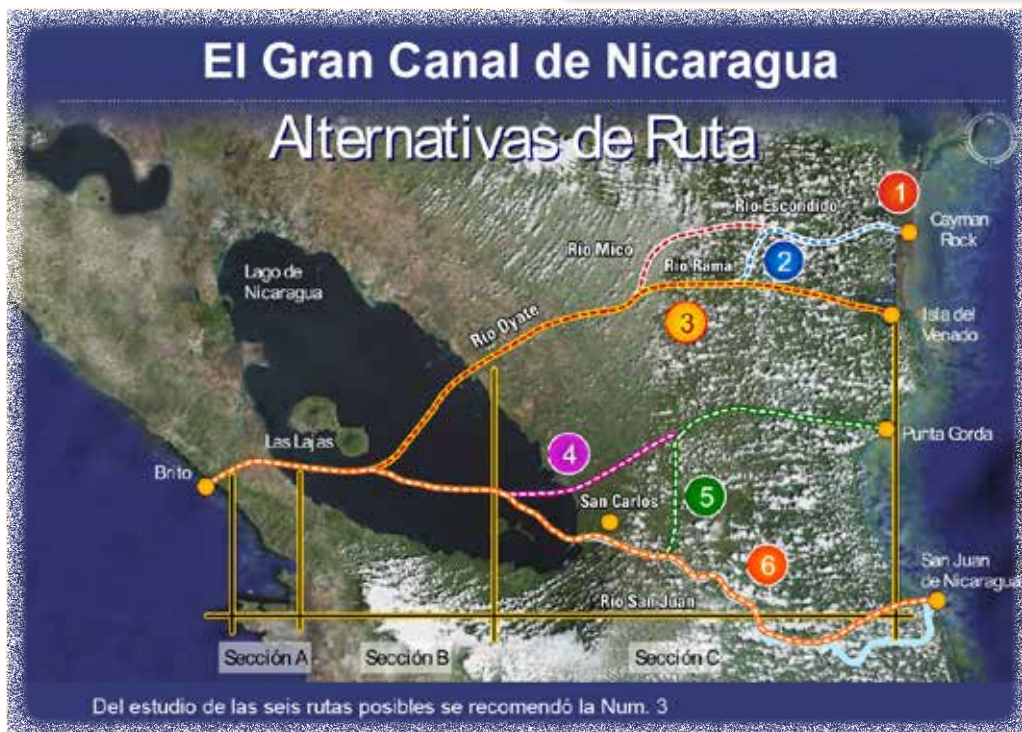 El Gran Canal de Nicaragua
Alternativas de Ruta
1
Río Escondido
Cayman
Rock
Río Mico
Lago de
Nicaragua
Río Rama
2
Isla del
Venado
3
Río Oyate
Las Lajas
Punta Gorda
4
Brito
San Carlos
5
6
San Juan
de Nicaragua
Río San Juan
Sección A
Sección B
Sección C
Del estudio de las seis rutas posibles se recomendó la Num. 3